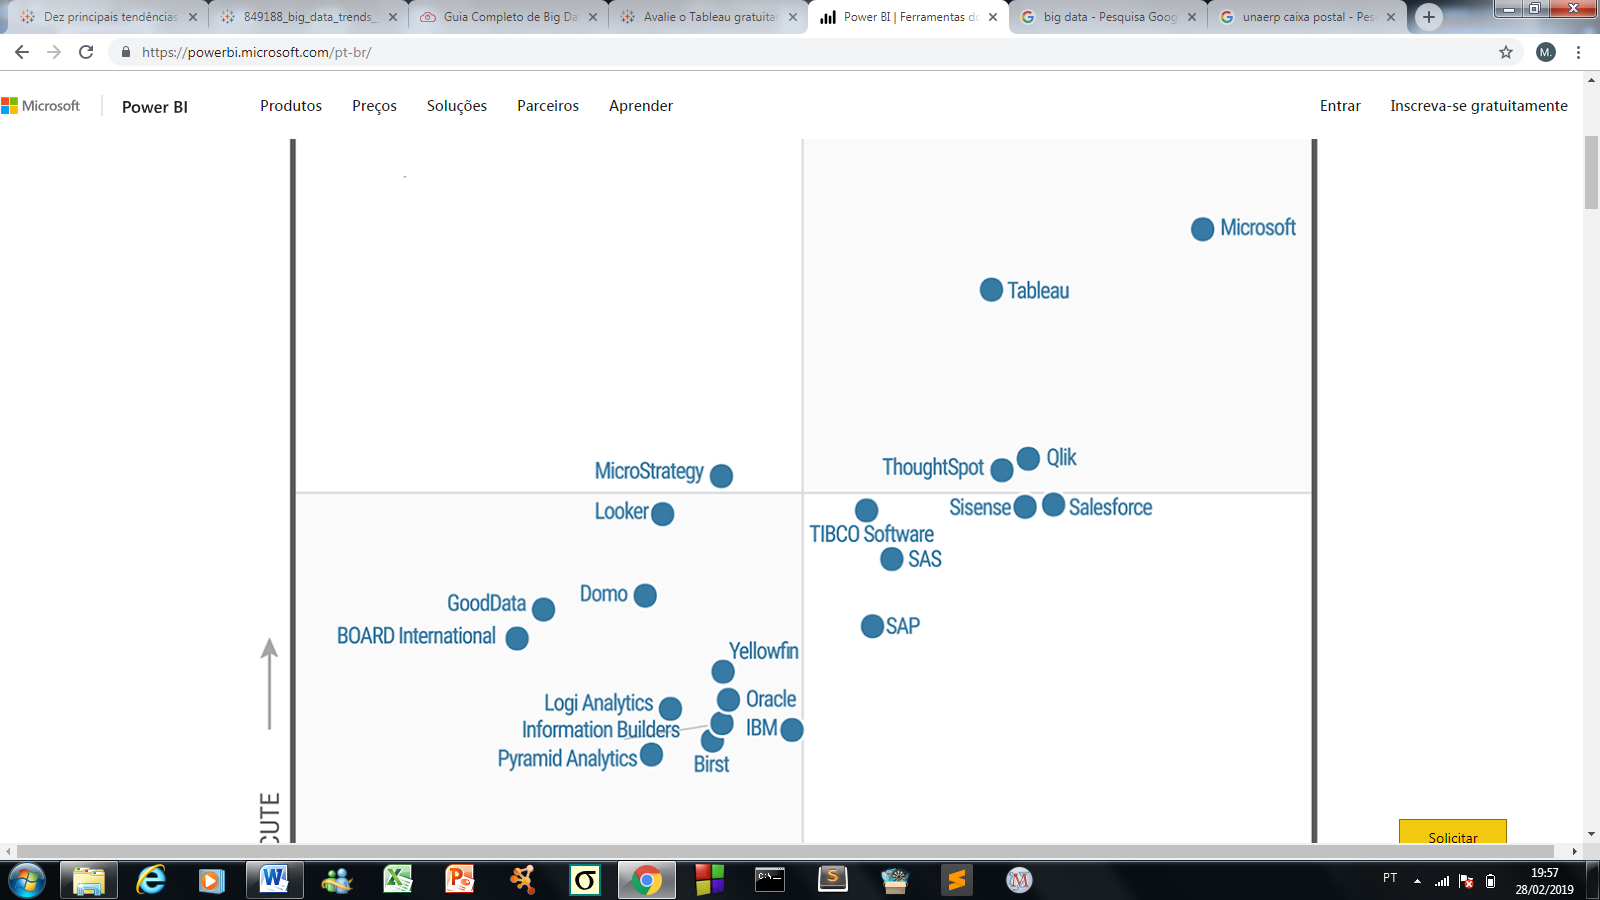 Dez principais tendências
849188_big_data_trends_
Guia Completo de Big Da
Avalie o Tableau gratuitar
Power BI | Ferramentas do
big data - Pesquisa Goog
unaerp caixa postal - Pes
https://powerbi.microsoft.com/pt-br/
M.
Microsoft
Power BI
Produtos
Preços
Soluções
Parceiros
Aprender
Entrar
Inscreva-se gratuitamente
Microsoft
Tableau
Qlik
ThoughtSpot
MicroStrategy
Looker
Sisense
Salesforce
TIBCO Software
SAS
Domo
GoodData
BOARD International
SAP
Yellowfin
Logi Analytics
Oracle
Information Builders
IBM
Pyramid Analytics
Birst
CUTE
Solicitar
PT
19:57
28/02/2019